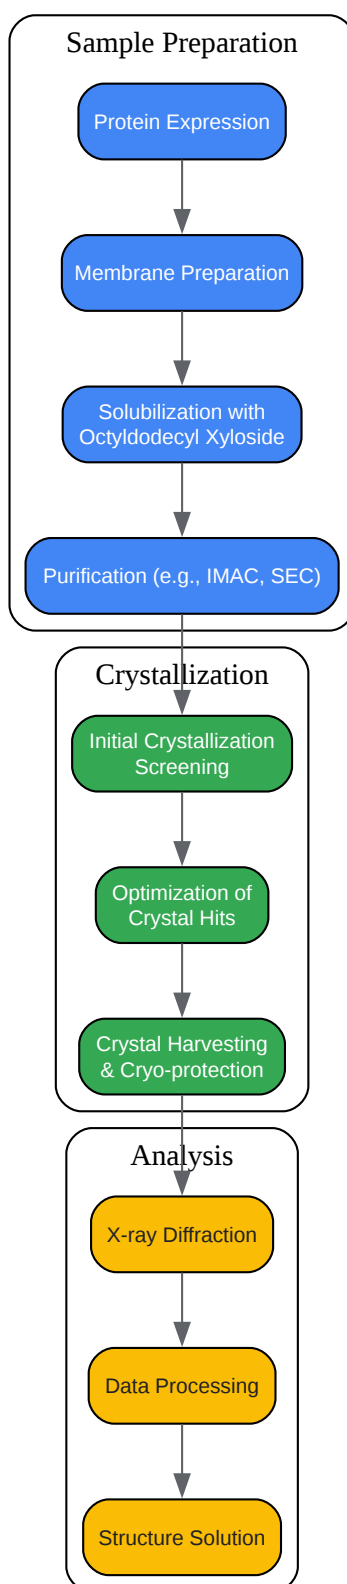 Sample Preparation
Protein Expression
Membrane Preparation
Solubilization with
Octyldodecyl Xyloside
Purification (e.g., IMAC, SEC)
Crystallization
Initial Crystallization
Screening
Optimization of
Crystal Hits
Crystal Harvesting
& Cryo-protection
Analysis
X-ray Diffraction
Data Processing
Structure Solution